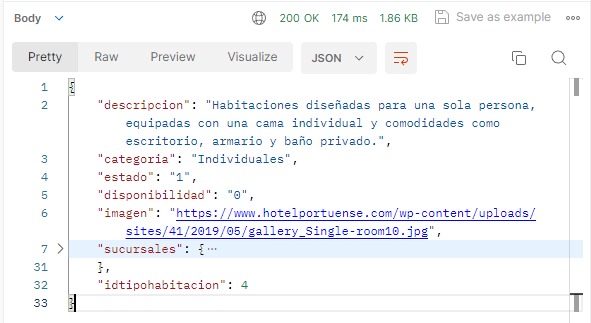 Body 200 OK 174 ms 1.86 KB Save as example
Pretty Raw Preview Visualize JSON
1 {
2 "descripcion": "Habitaciones diseñadas para una sola persona,
equipadas con una cama individual y comodidades como
escritorio, armario y baño privado.",
3 "categoria": "Individuales",
4 "estado": "1",
5 "disponibilidad": "0",
6 "imagen": "https://www.hotelportuense.com/wp-content/uploads/
sites/41/2019/05/gallery_Single-room10.jpg",
7 "sucursales": {⋯
31 },
32 "idtipohabitacion": 4
33 }